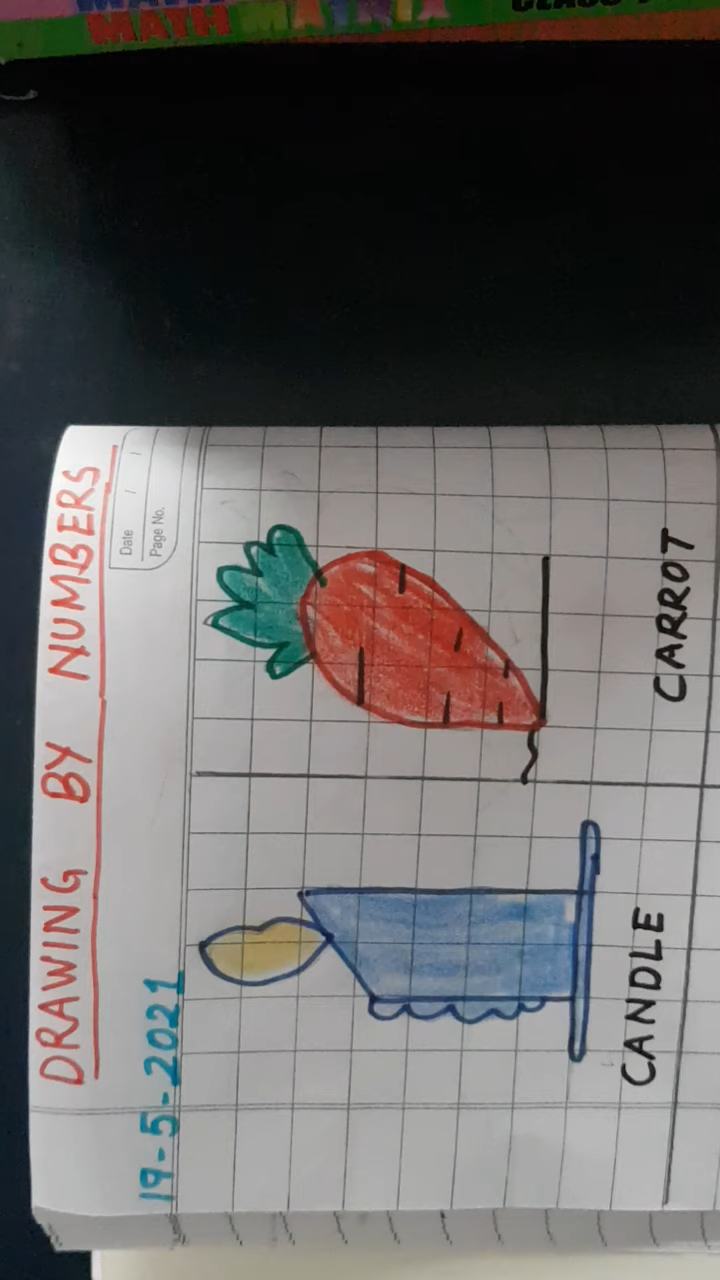 MATH MATRIX
DRAWING BY NUMBERS
Date / /
Page No.
19-5-2021
CANDLE
CARROT